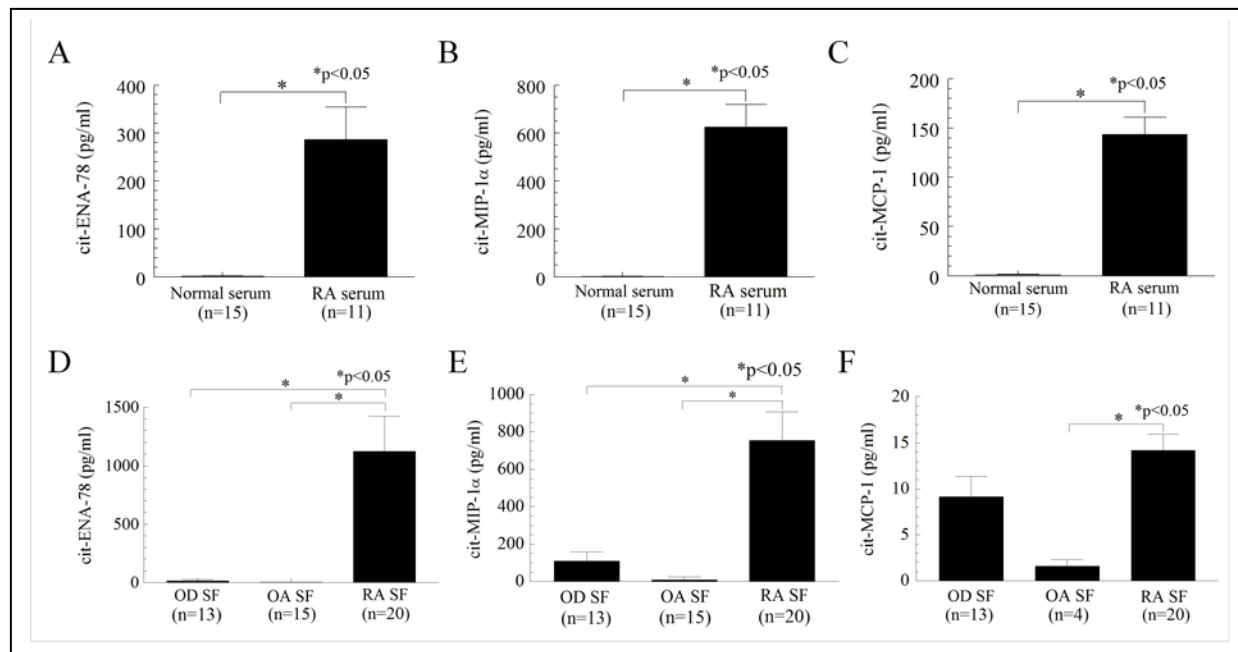 A
*p<0.05
*
cit-ENA-78 (pg/ml)
400
300
200
100
0
Normal serum
(n=15)
RA serum
(n=11)
B
*p<0.05
*
cit-MIP-1α (pg/ml)
800
600
400
200
0
Normal serum
(n=15)
RA serum
(n=11)
C
*p<0.05
*
cit-MCP-1 (pg/ml)
200
150
100
50
0
Normal serum
(n=15)
RA serum
(n=11)
D
*p<0.05
*
*
cit-ENA-78 (pg/ml)
1500
1000
500
0
OD SF
(n=13)
OA SF
(n=15)
RA SF
(n=20)
E
*p<0.05
*
*
cit-MIP-1α (pg/ml)
1000
800
600
400
200
0
OD SF
(n=13)
OA SF
(n=15)
RA SF
(n=20)
F
*p<0.05
*
cit-MCP-1 (pg/ml)
20
15
10
5
0
OD SF
(n=13)
OA SF
(n=4)
RA SF
(n=20)